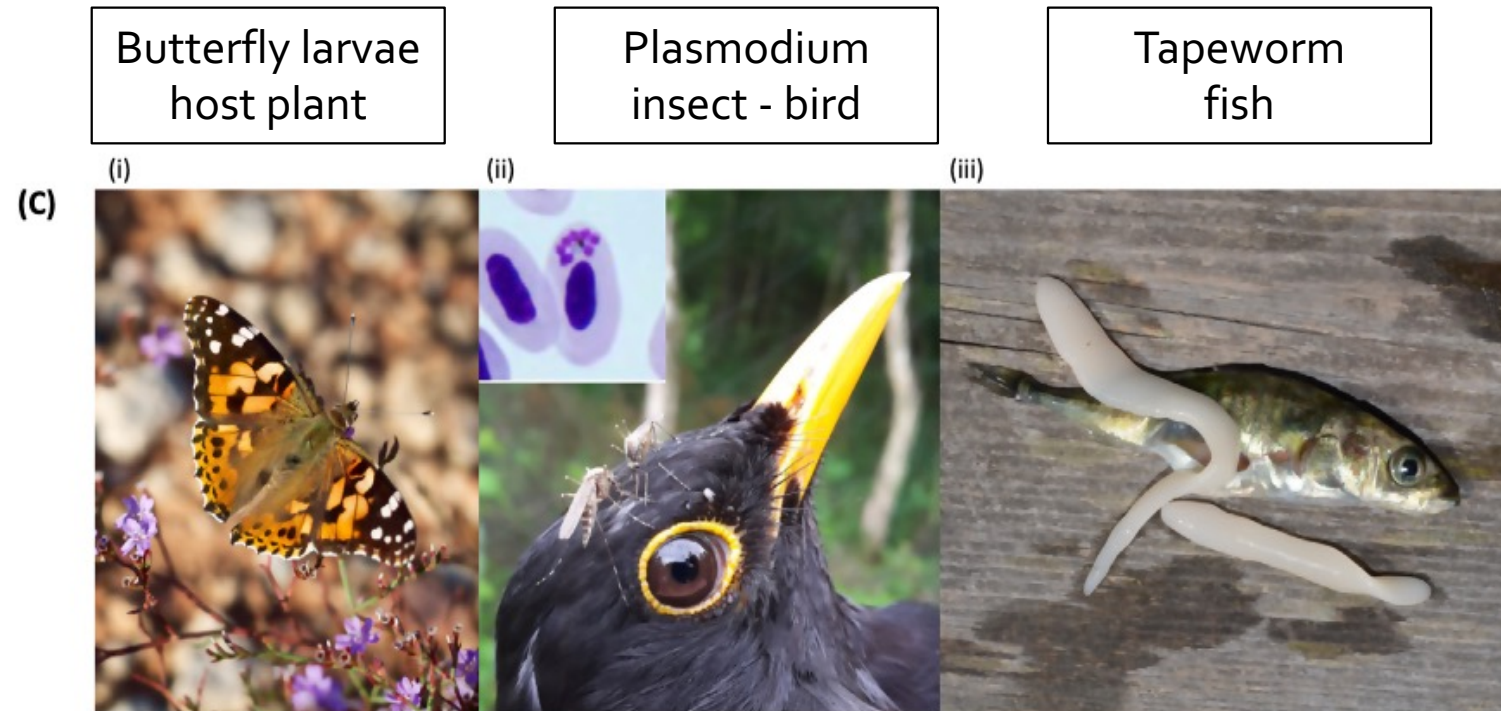 Butterfly larvae
host plant
Plasmodium
insect - bird
Tapeworm
fish
(i)
(ii)
(iii)
(C)